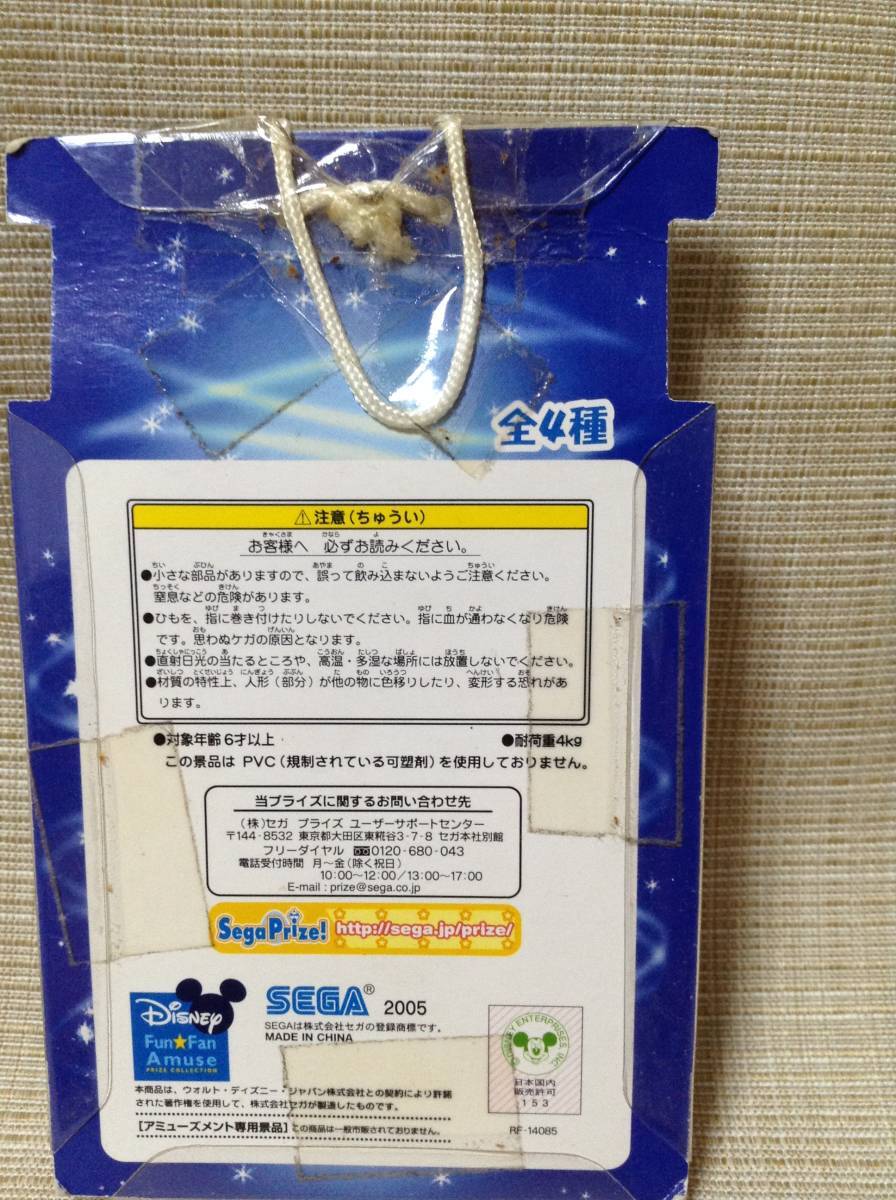 全4種
注意(ちゅうい)
お客様へ 必ずお読みください。
●小さな部品がありますので、誤って飲み込まないようご注意ください。
窒息などの危険があります。
●ひもを、指に巻き付けたりしないでください。指に血が通わなくなり危険
です。思わぬケガの原因となります。
●直射日光の当たるところや、高温・多湿な場所には放置しないでください。
●材質の特性上、人形(部分)が他の物に色移りしたり、変形する恐れがあ
ります。
●対象年齢6才以上 ●耐荷重4kg
この景品は PVC(規制されている可塑剤)を使用しておりません。
当プライズに関するお問い合わせ先
(株)セガ プライズ ユーザーサポートセンター
〒144-8532 東京都大田区東糀谷3-7-8 セガ本社別館
フリーダイヤル 0120-680-043
電話受付時間 月~金(除く祝日)
10:00~12:00/13:00~17:00
E-mail : prize@sega.co.jp
SegaPrize! http://sega.jp/prize/
Disney
Fun★Fan
Amuse
PRIZE COLLECTION
SEGA® 2005
SEGAは株式会社セガの登録商標です。
MADE IN CHINA
DISNEY ENTERPRISES, INC
日本国内
販売許可
153
本商品は、ウォルト・ディズニー・ジャパン株式会社との契約により許諾
された著作権を使用して、株式会社セガが製造したものです。
[アミューズメント専用景品] この商品は一般市販されておりません。
RF-14085